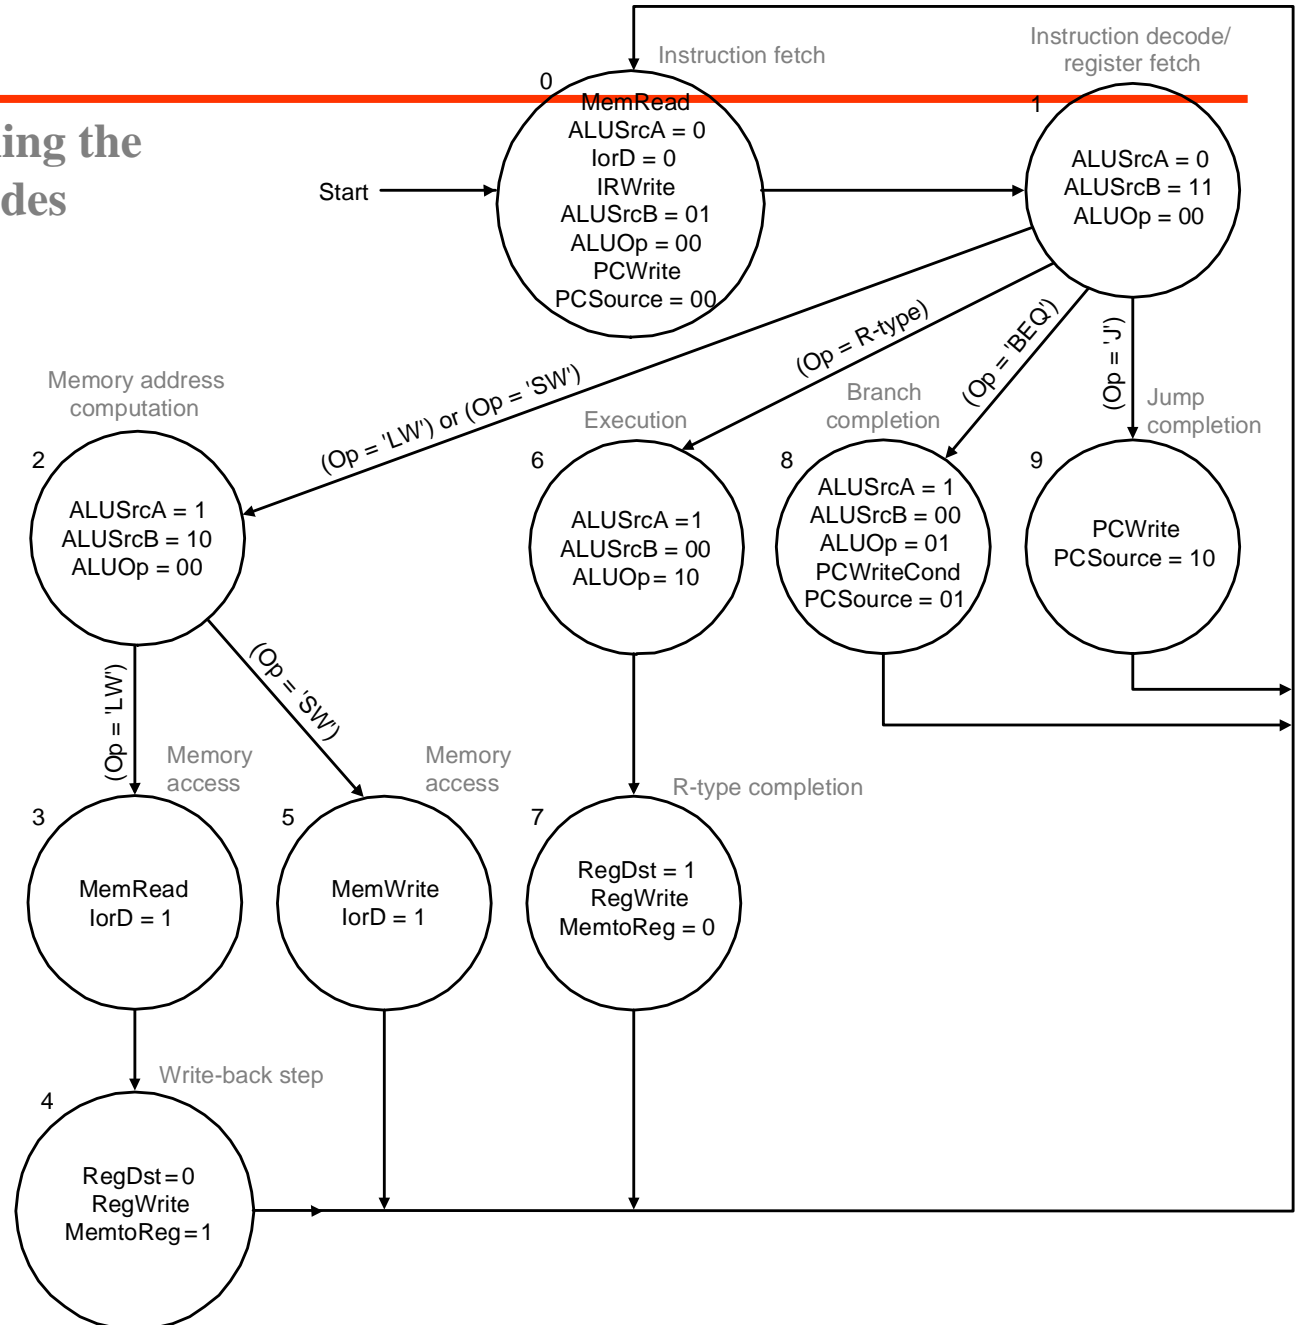 Instruction fetch
Instruction decode/
register fetch
0
MemRead
ALUSrcA = 0
IorD = 0
IRWrite
ALUSrcB = 01
ALUOp = 00
PCWrite
PCSource = 00
1
ALUSrcA = 0
ALUSrcB = 11
ALUOp = 00
ing the
des
Start
(Op = 'LW') or (Op = 'SW')
(Op = R-type)
(Op = 'BEQ')
(Op = 'J')
Memory address
computation
2
ALUSrcA = 1
ALUSrcB = 10
ALUOp = 00
Execution
6
ALUSrcA =1
ALUSrcB = 00
ALUOp= 10
Branch
completion
8
ALUSrcA = 1
ALUSrcB = 00
ALUOp = 01
PCWriteCond
PCSource = 01
Jump
completion
9
PCWrite
PCSource = 10
(Op = 'LW')
(Op = 'SW')
Memory
access
3
MemRead
IorD = 1
Memory
access
5
MemWrite
IorD = 1
R-type completion
7
RegDst = 1
RegWrite
MemtoReg = 0
Write-back step
4
RegDst=0
RegWrite
MemtoReg=1